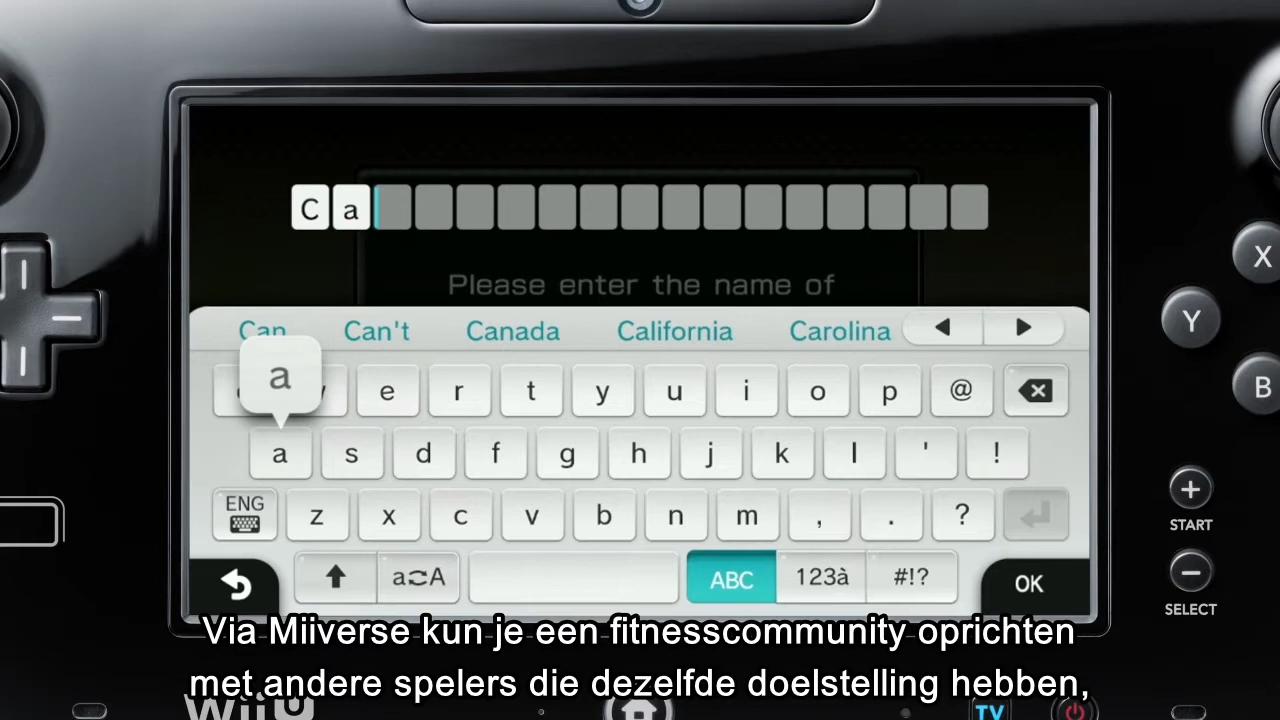 C a
Please enter the name of
Can Can't Canada California Carolina
a
e r t y u i o p @
a s d f g h j k l ' !
ENG z x c v b n m , . ?
a A ABC 123à #!? OK
X
Y
B
START
SELECT
Via Miiverse kun je een fitnesscommunity oprichten
met andere spelers die dezelfde doelstelling hebben,
Wii U
TV